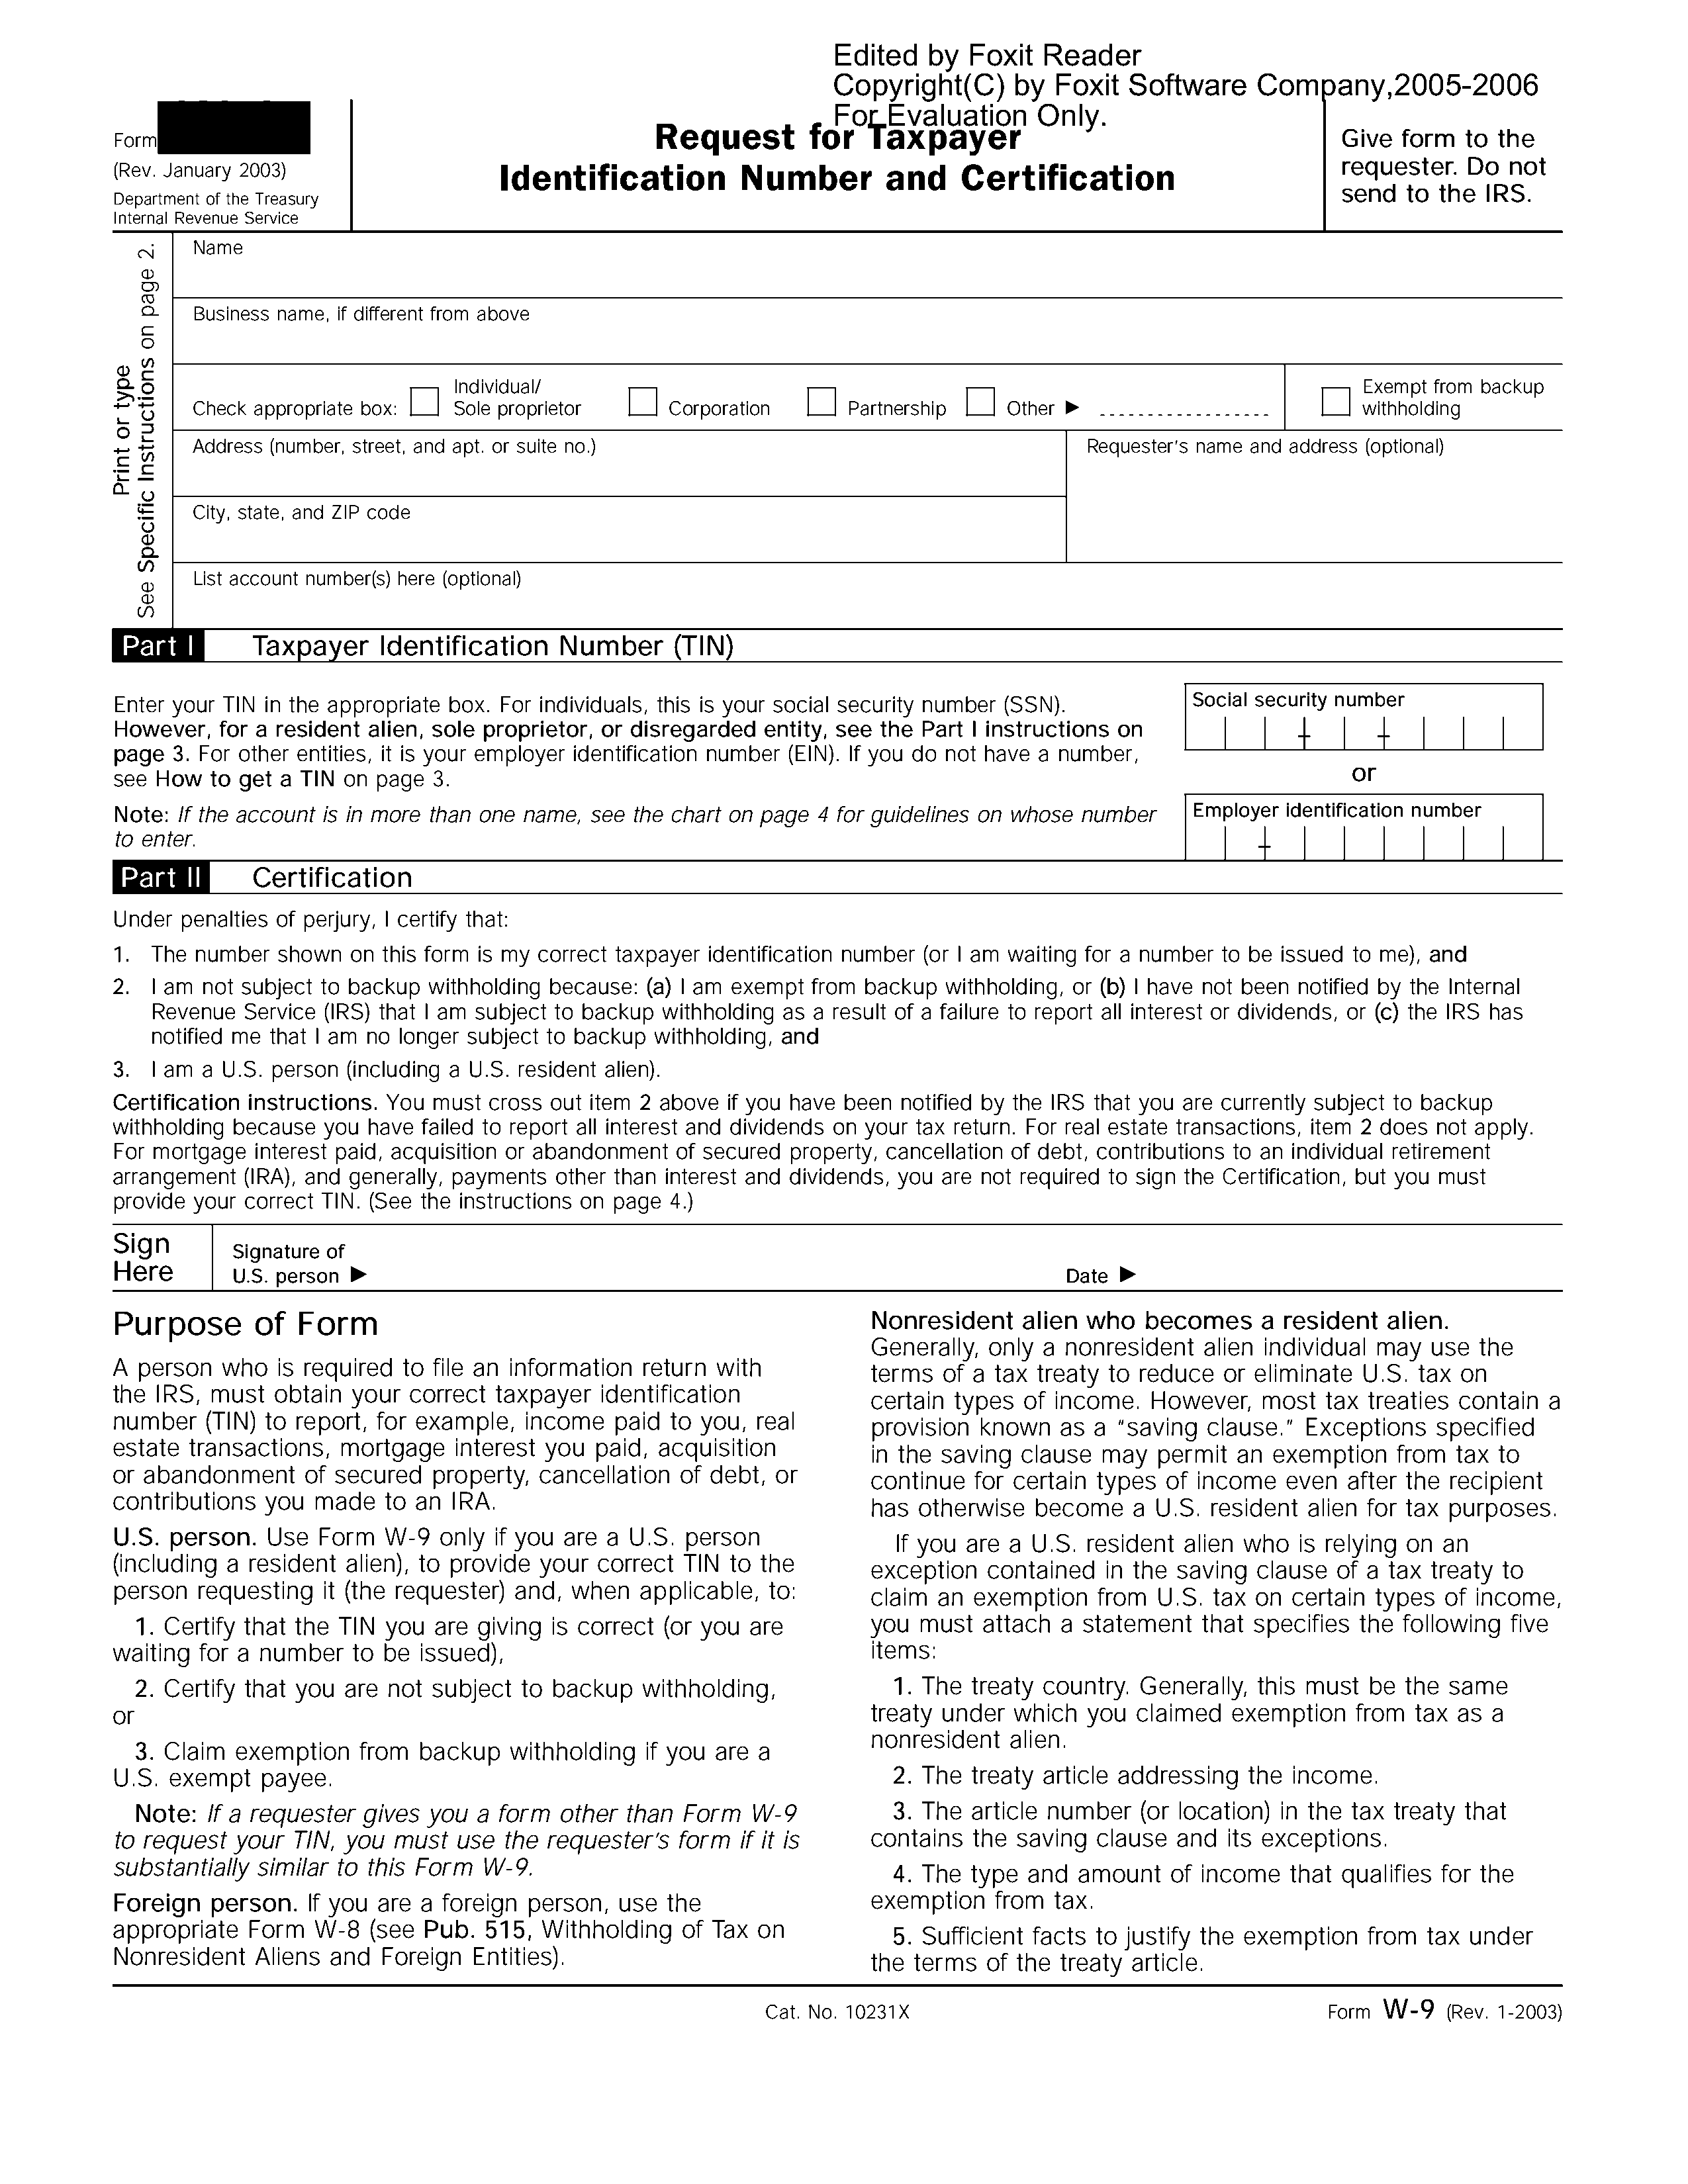 Edited by Foxit Reader
Copyright(C) by Foxit Software Company,2005-2006
For Evaluation Only.
Form
(Rev. January 2003)
Department of the Treasury
Internal Revenue Service
Request for Taxpayer
Identification Number and Certification
Give form to the
requester. Do not
send to the IRS.
Print or type
See Specific Instructions on page 2.
Name
Business name, if different from above
Check appropriate box:
Individual/
Sole proprietor
Corporation
Partnership
Other ►
Exempt from backup
withholding
Address (number, street, and apt. or suite no.)
Requester's name and address (optional)
City, state, and ZIP code
List account number(s) here (optional)
Part I Taxpayer Identification Number (TIN)
Enter your TIN in the appropriate box. For individuals, this is your social security number (SSN).
However, for a resident alien, sole proprietor, or disregarded entity, see the Part I instructions on
page 3. For other entities, it is your employer identification number (EIN). If you do not have a number,
see How to get a TIN on page 3.
Note: If the account is in more than one name, see the chart on page 4 for guidelines on whose number
to enter.
Social security number
or
Employer identification number
Part II Certification
Under penalties of perjury, I certify that:
1. The number shown on this form is my correct taxpayer identification number (or I am waiting for a number to be issued to me), and
2. I am not subject to backup withholding because: (a) I am exempt from backup withholding, or (b) I have not been notified by the Internal
Revenue Service (IRS) that I am subject to backup withholding as a result of a failure to report all interest or dividends, or (c) the IRS has
notified me that I am no longer subject to backup withholding, and
3. I am a U.S. person (including a U.S. resident alien).
Certification instructions. You must cross out item 2 above if you have been notified by the IRS that you are currently subject to backup
withholding because you have failed to report all interest and dividends on your tax return. For real estate transactions, item 2 does not apply.
For mortgage interest paid, acquisition or abandonment of secured property, cancellation of debt, contributions to an individual retirement
arrangement (IRA), and generally, payments other than interest and dividends, you are not required to sign the Certification, but you must
provide your correct TIN. (See the instructions on page 4.)
Sign
Here
Signature of
U.S. person ►
Date ►
Purpose of Form
A person who is required to file an information return with
the IRS, must obtain your correct taxpayer identification
number (TIN) to report, for example, income paid to you, real
estate transactions, mortgage interest you paid, acquisition
or abandonment of secured property, cancellation of debt, or
contributions you made to an IRA.
U.S. person. Use Form W-9 only if you are a U.S. person
(including a resident alien), to provide your correct TIN to the
person requesting it (the requester) and, when applicable, to:
1. Certify that the TIN you are giving is correct (or you are
waiting for a number to be issued),
2. Certify that you are not subject to backup withholding,
or
3. Claim exemption from backup withholding if you are a
U.S. exempt payee.
Note: If a requester gives you a form other than Form W-9
to request your TIN, you must use the requester's form if it is
substantially similar to this Form W-9.
Foreign person. If you are a foreign person, use the
appropriate Form W-8 (see Pub. 515, Withholding of Tax on
Nonresident Aliens and Foreign Entities).
Nonresident alien who becomes a resident alien.
Generally, only a nonresident alien individual may use the
terms of a tax treaty to reduce or eliminate U.S. tax on
certain types of income. However, most tax treaties contain a
provision known as a “saving clause.” Exceptions specified
in the saving clause may permit an exemption from tax to
continue for certain types of income even after the recipient
has otherwise become a U.S. resident alien for tax purposes.
If you are a U.S. resident alien who is relying on an
exception contained in the saving clause of a tax treaty to
claim an exemption from U.S. tax on certain types of income,
you must attach a statement that specifies the following five
items:
1. The treaty country. Generally, this must be the same
treaty under which you claimed exemption from tax as a
nonresident alien.
2. The treaty article addressing the income.
3. The article number (or location) in the tax treaty that
contains the saving clause and its exceptions.
4. The type and amount of income that qualifies for the
exemption from tax.
5. Sufficient facts to justify the exemption from tax under
the terms of the treaty article.
Cat. No. 10231X
Form W-9 (Rev. 1-2003)